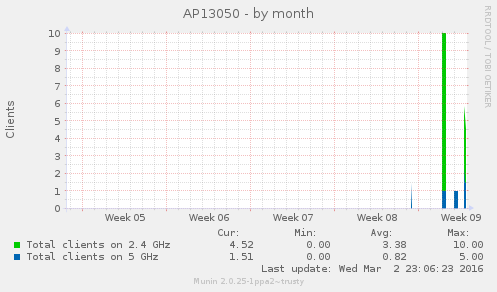 AP13050 - by month
RRDTOOL / TOBI OETIKER
Clients
10
9
8
7
6
5
4
3
2
1
0
Week 05 Week 06 Week 07 Week 08 Week 09
Cur: Min: Avg: Max:
Total clients on 2.4 GHz 4.52 0.00 3.38 10.00
Total clients on 5 GHz 1.51 0.00 0.82 5.00
Last update: Wed Mar 2 23:06:23 2016
Munin 2.0.25-1ppa2~trusty